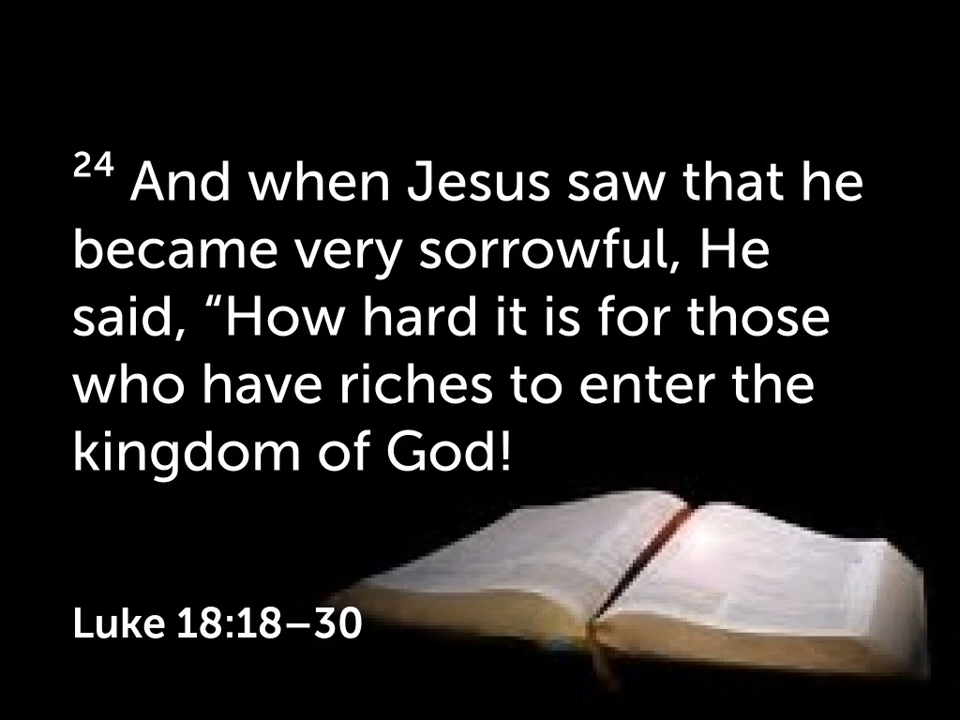 ²⁴ And when Jesus saw that he
became very sorrowful, He
said, “How hard it is for those
who have riches to enter the
kingdom of God!
Luke 18:18–30